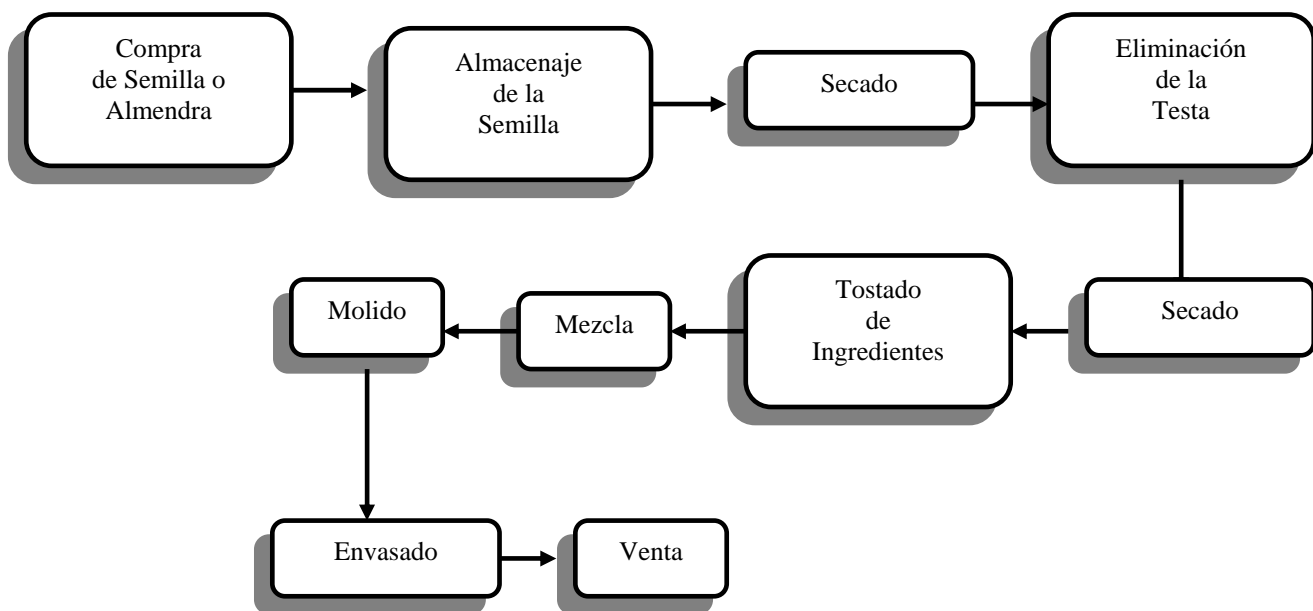 Compra
de Semilla o
Almendra
Almacenaje
de la
Semilla
Secado
Eliminación
de la
Testa
Secado
Tostado
de
Ingredientes
Mezcla
Molido
Envasado
Venta